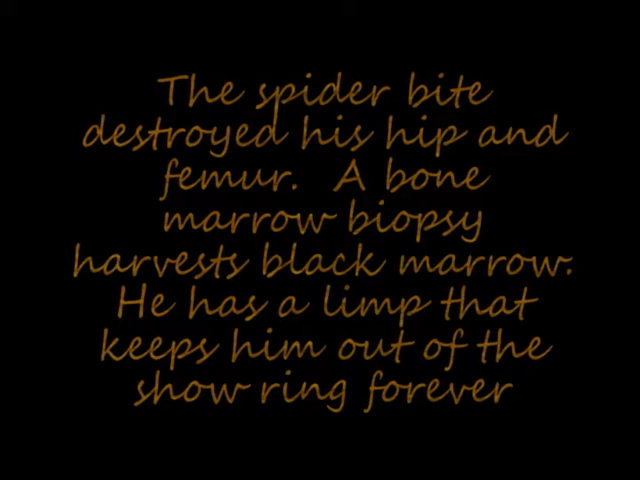 The spider bite
destroyed his hip and
femur. A bone
marrow biopsy
harvests black marrow.
He has a limp that
keeps him out of the
show ring forever